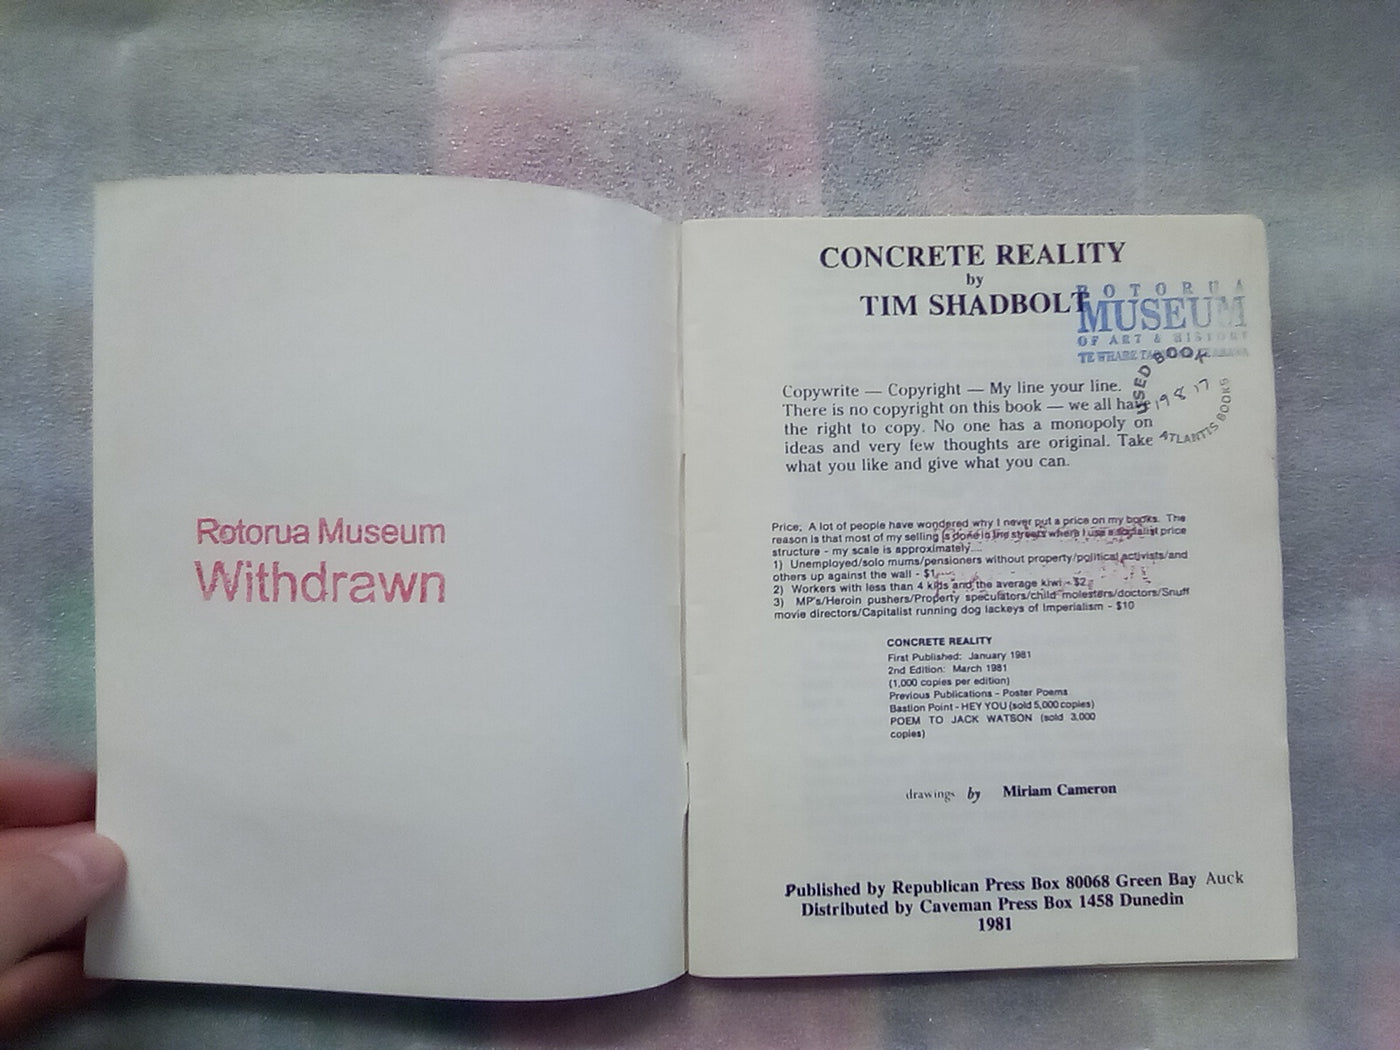 Rotorua Museum
Withdrawn
CONCRETE REALITY
by
TIM SHADBOLT
ROTORUA
MUSEUM
OF ART & HISTORY
TE WHARE
USED BOOK
19 8 17
ATLANTIS BOOKS
Copywrite — Copyright — My line your line.
There is no copyright on this book — we all have
the right to copy. No one has a monopoly on
ideas and very few thoughts are original. Take
what you like and give what you can.
Price; A lot of people have wondered why I never put a price on my books. The
reason is that most of my selling is done in the streets where I use a socialist price
structure - my scale is approximately....
1) Unemployed/solo mums/pensioners without property/political activists/and
others up against the wall - $1
2) Workers with less than 4 kids and the average kiwi - $2
3) MP's/Heroin pushers/Property speculators/child molesters/doctors/Snuff
movie directors/Capitalist running dog lackeys of Imperialism - $10
CONCRETE REALITY
First Published: January 1981
2nd Edition: March 1981
(1,000 copies per edition)
Previous Publications - Poster Poems
Bastion Point - HEY YOU (sold 5,000 copies)
POEM TO JACK WATSON (sold 3,000
copies)
drawings by Miriam Cameron
Published by Republican Press Box 80068 Green Bay Auck
Distributed by Caveman Press Box 1458 Dunedin
1981